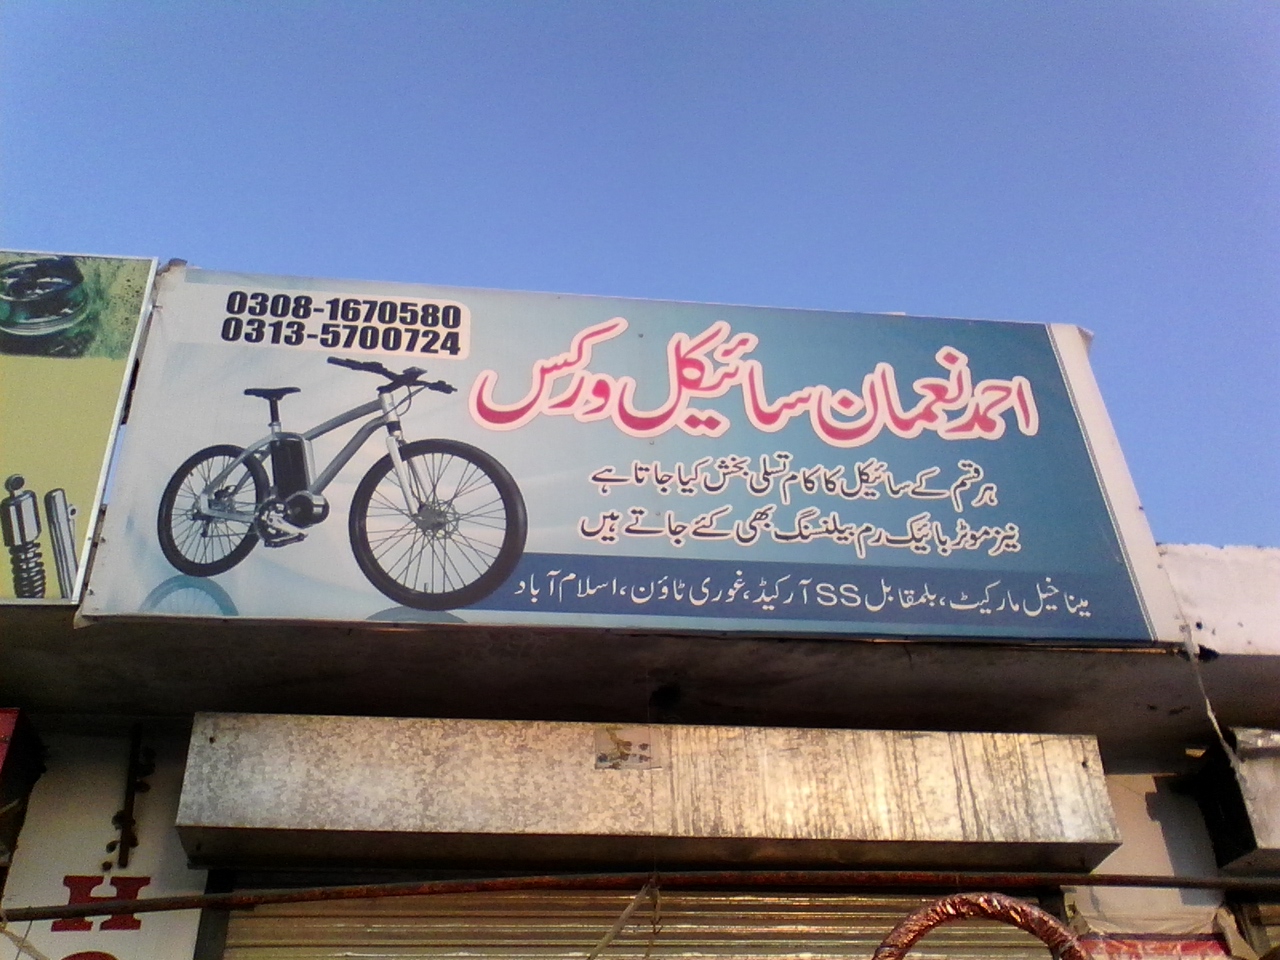 0308-1670580
0313-5700724
احمد نعمان سائیکل ورکس
ہر قسم کے سائیکل کا کام تسلی بخش کیا جاتا ہے
نیز موٹر بائیک رم بیلنسنگ بھی کئے جاتے ہیں
مینا خیل مارکیٹ، بلمقابل SS آرکیڈ، غوری ٹاؤن، اسلام آباد
H